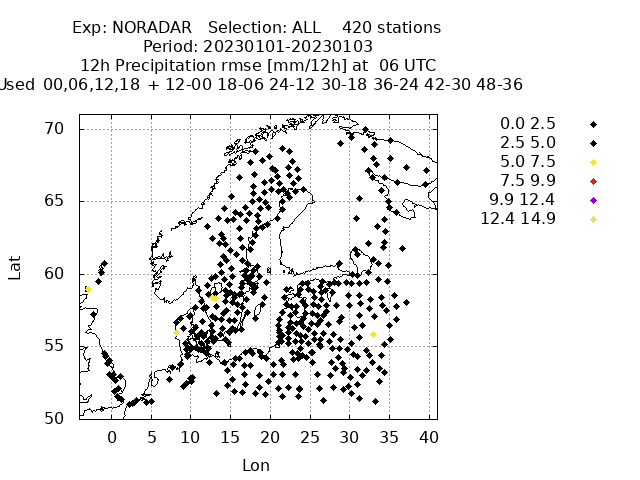 Exp: NORADAR Selection: ALL 420 stations
Period: 20230101-20230103
12h Precipitation rmse [mm/12h] at 06 UTC
Used 00,06,12,18 + 12-00 18-06 24-12 30-18 36-24 42-30 48-36
0.0 2.5
2.5 5.0
5.0 7.5
7.5 9.9
9.9 12.4
12.4 14.9
70
65
60
55
50
Lat
0 5 10 15 20 25 30 35 40
Lon